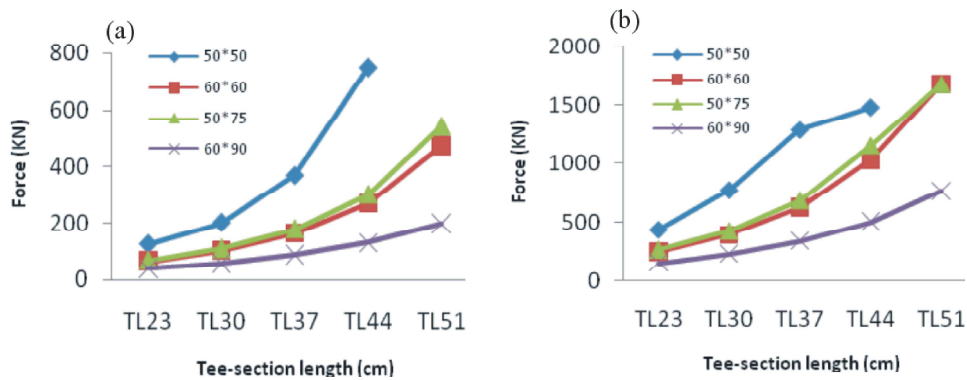 (a)
800
600
400
200
0
Force (KN)
50*50
60*60
50*75
60*90
TL23 TL30 TL37 TL44 TL51
Tee-section length (cm)
(b)
2000
1500
1000
500
0
Force (KN)
50*50
60*60
50*75
60*90
TL23 TL30 TL37 TL44 TL51
Tee-section length (cm)